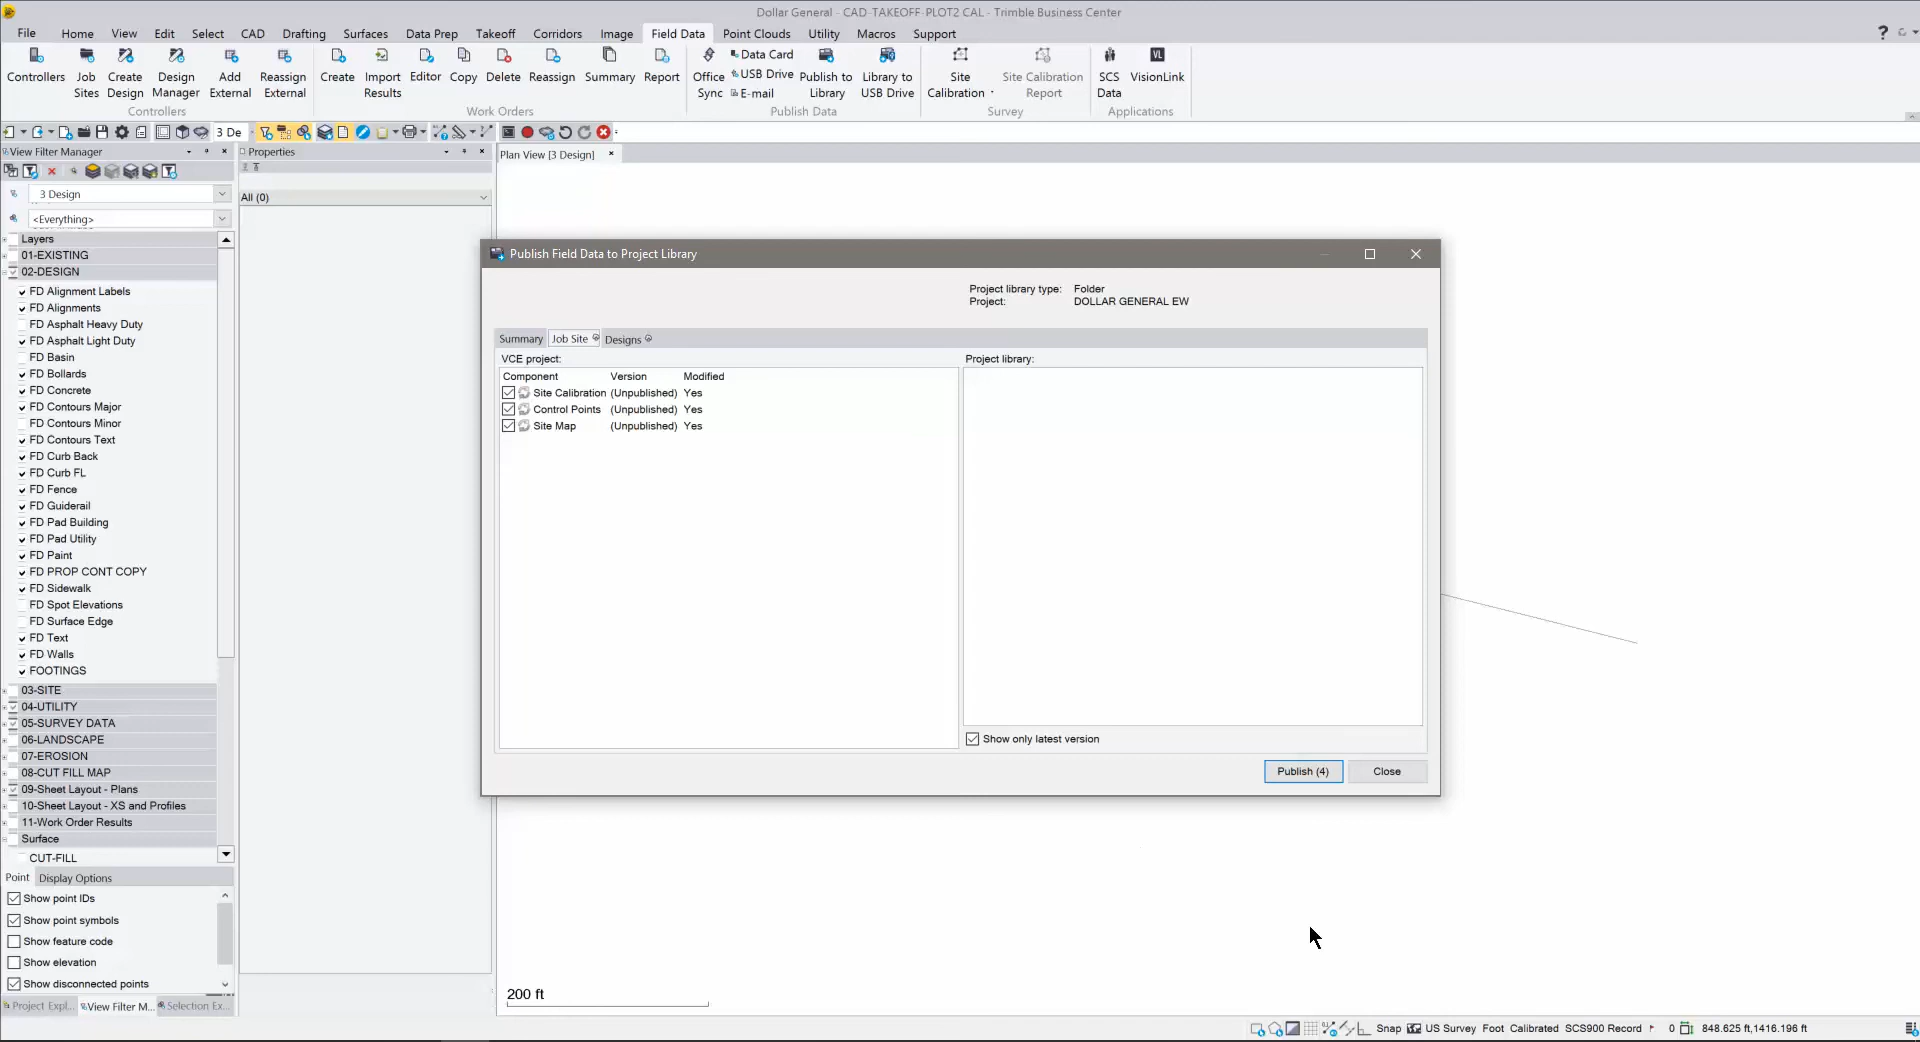 Dollar General - CAD-TAKEOFF-PLOT2 CAL - Trimble Business Center
File Home View Edit Select CAD Drafting Surfaces Data Prep Takeoff Corridors Image Field Data Point Clouds Utility Macros Support
Controllers
Job Sites
Create Design
Design Manager
Add External
Reassign External
Controllers
Create
Import Results
Editor
Copy
Delete
Reassign
Summary
Report
Work Orders
Office Sync
Data Card
USB Drive
E-mail
Publish to Library
Library to USB Drive
Publish Data
Site Calibration
Site Calibration Report
Survey
SCS Data
VisionLink
Applications
3 De
View Filter Manager
3 Design
<Everything>
Layers
01-EXISTING
02-DESIGN
FD Alignment Labels
FD Alignments
FD Asphalt Heavy Duty
FD Asphalt Light Duty
FD Basin
FD Bollards
FD Concrete
FD Contours Major
FD Contours Minor
FD Contours Text
FD Curb Back
FD Curb FL
FD Fence
FD Guiderail
FD Pad Building
FD Pad Utility
FD Paint
FD PROP CONT COPY
FD Sidewalk
FD Spot Elevations
FD Surface Edge
FD Text
FD Walls
FOOTINGS
03-SITE
04-UTILITY
05-SURVEY DATA
06-LANDSCAPE
07-EROSION
08-CUT FILL MAP
09-Sheet Layout - Plans
10-Sheet Layout - XS and Profiles
11-Work Order Results
Surface
CUT-FILL
Point Display Options
Show point IDs
Show point symbols
Show feature code
Show elevation
Show disconnected points
Project Expl... View Filter M... Selection Ex...
Properties
All (0)
Plan View [3 Design]
Publish Field Data to Project Library
Project library type: Folder
Project: DOLLAR GENERAL EW
Summary Job Site Designs
VCE project:
Component Version Modified
Site Calibration (Unpublished) Yes
Control Points (Unpublished) Yes
Site Map (Unpublished) Yes
Project library:
Show only latest version
Publish (4) Close
200 ft
Snap US Survey Foot Calibrated SCS900 Record 0 848.625 ft,1416.196 ft